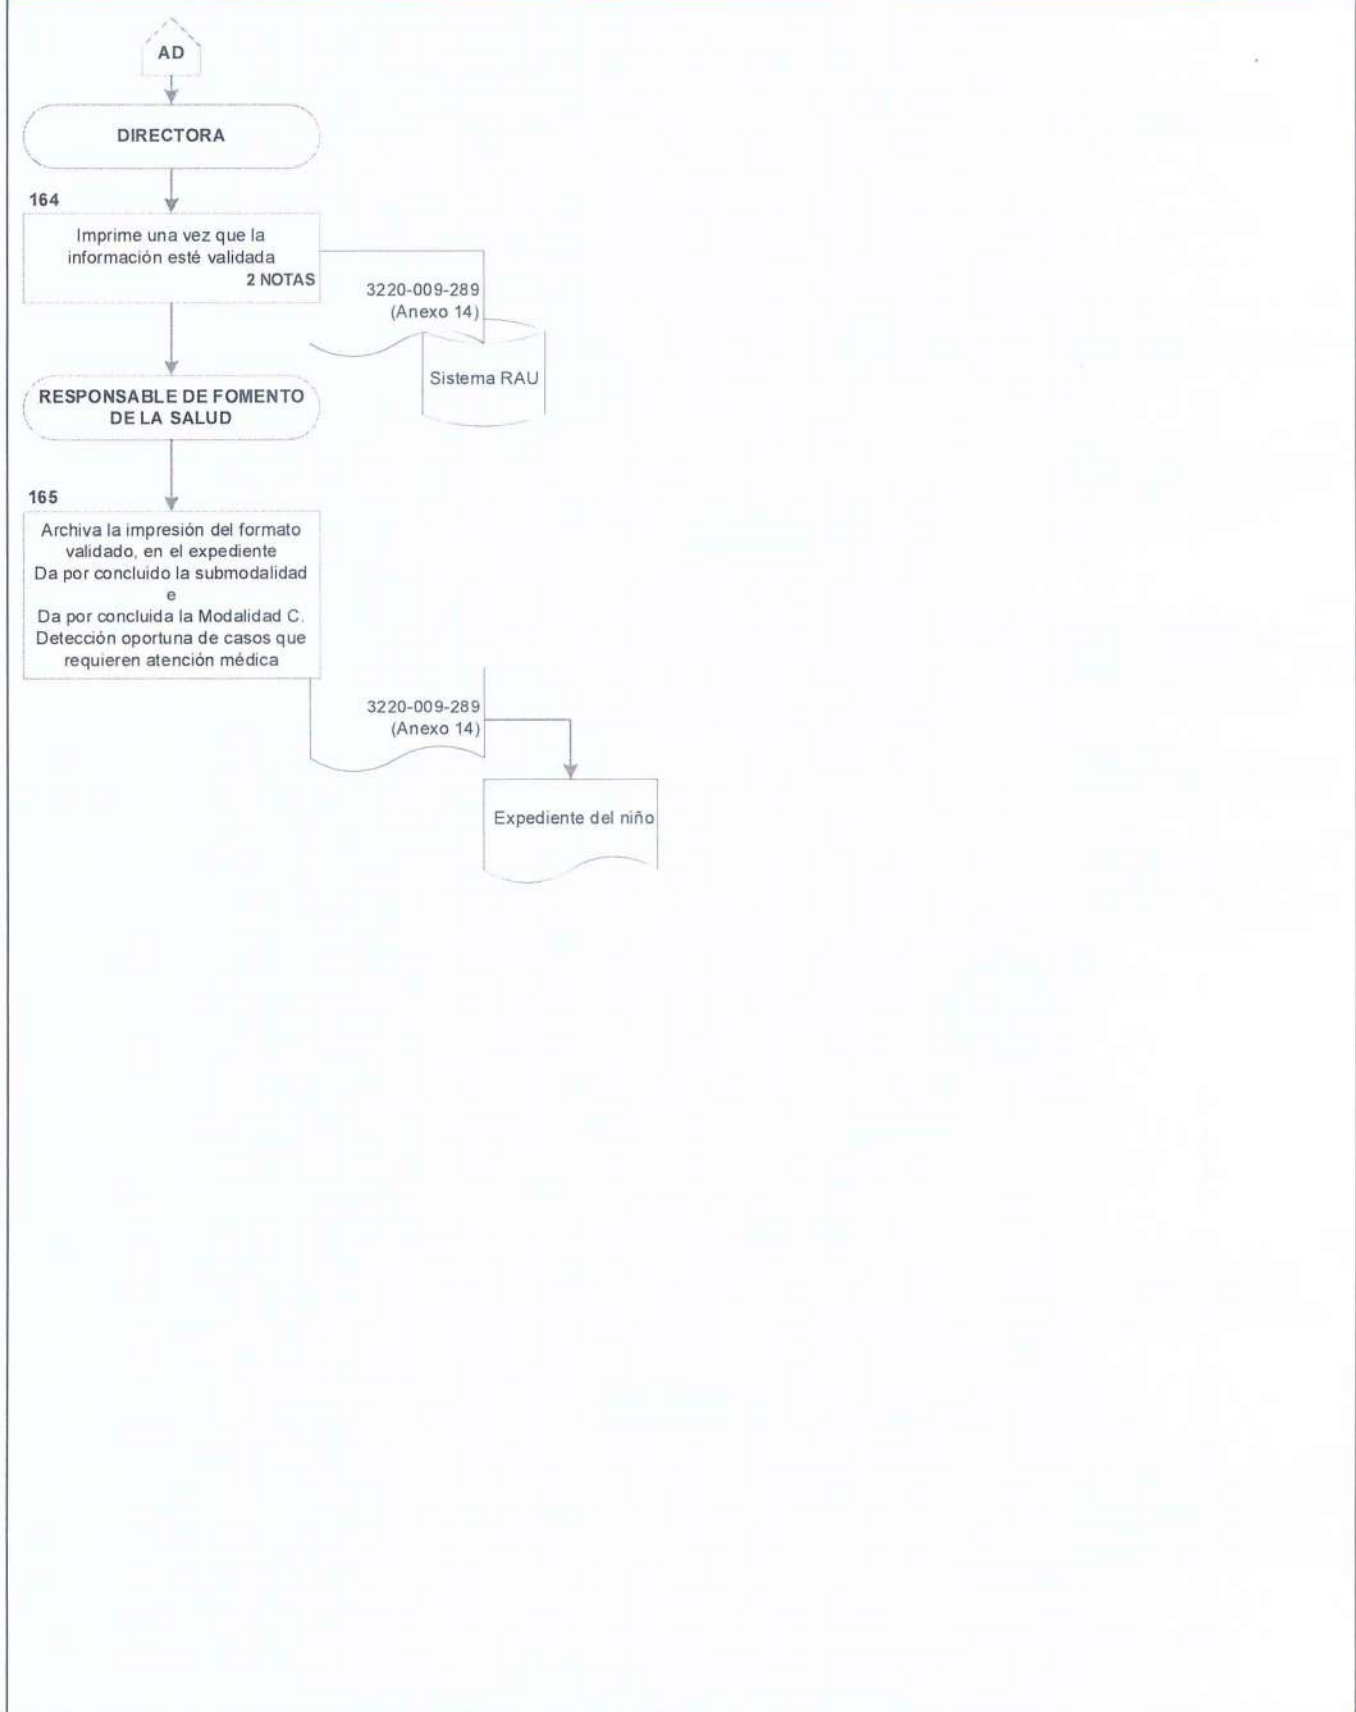 AD
DIRECTORA
164
Imprime una vez que la
información esté validada
2 NOTAS
3220-009-289
(Anexo 14)
Sistema RAU
RESPONSABLE DE FOMENTO
DE LA SALUD
165
Archiva la impresión del formato
validado, en el expediente
Da por concluido la submodalidad
e
Da por concluida la Modalidad C.
Detección oportuna de casos que
requieren atención médica
3220-009-289
(Anexo 14)
Expediente del niño